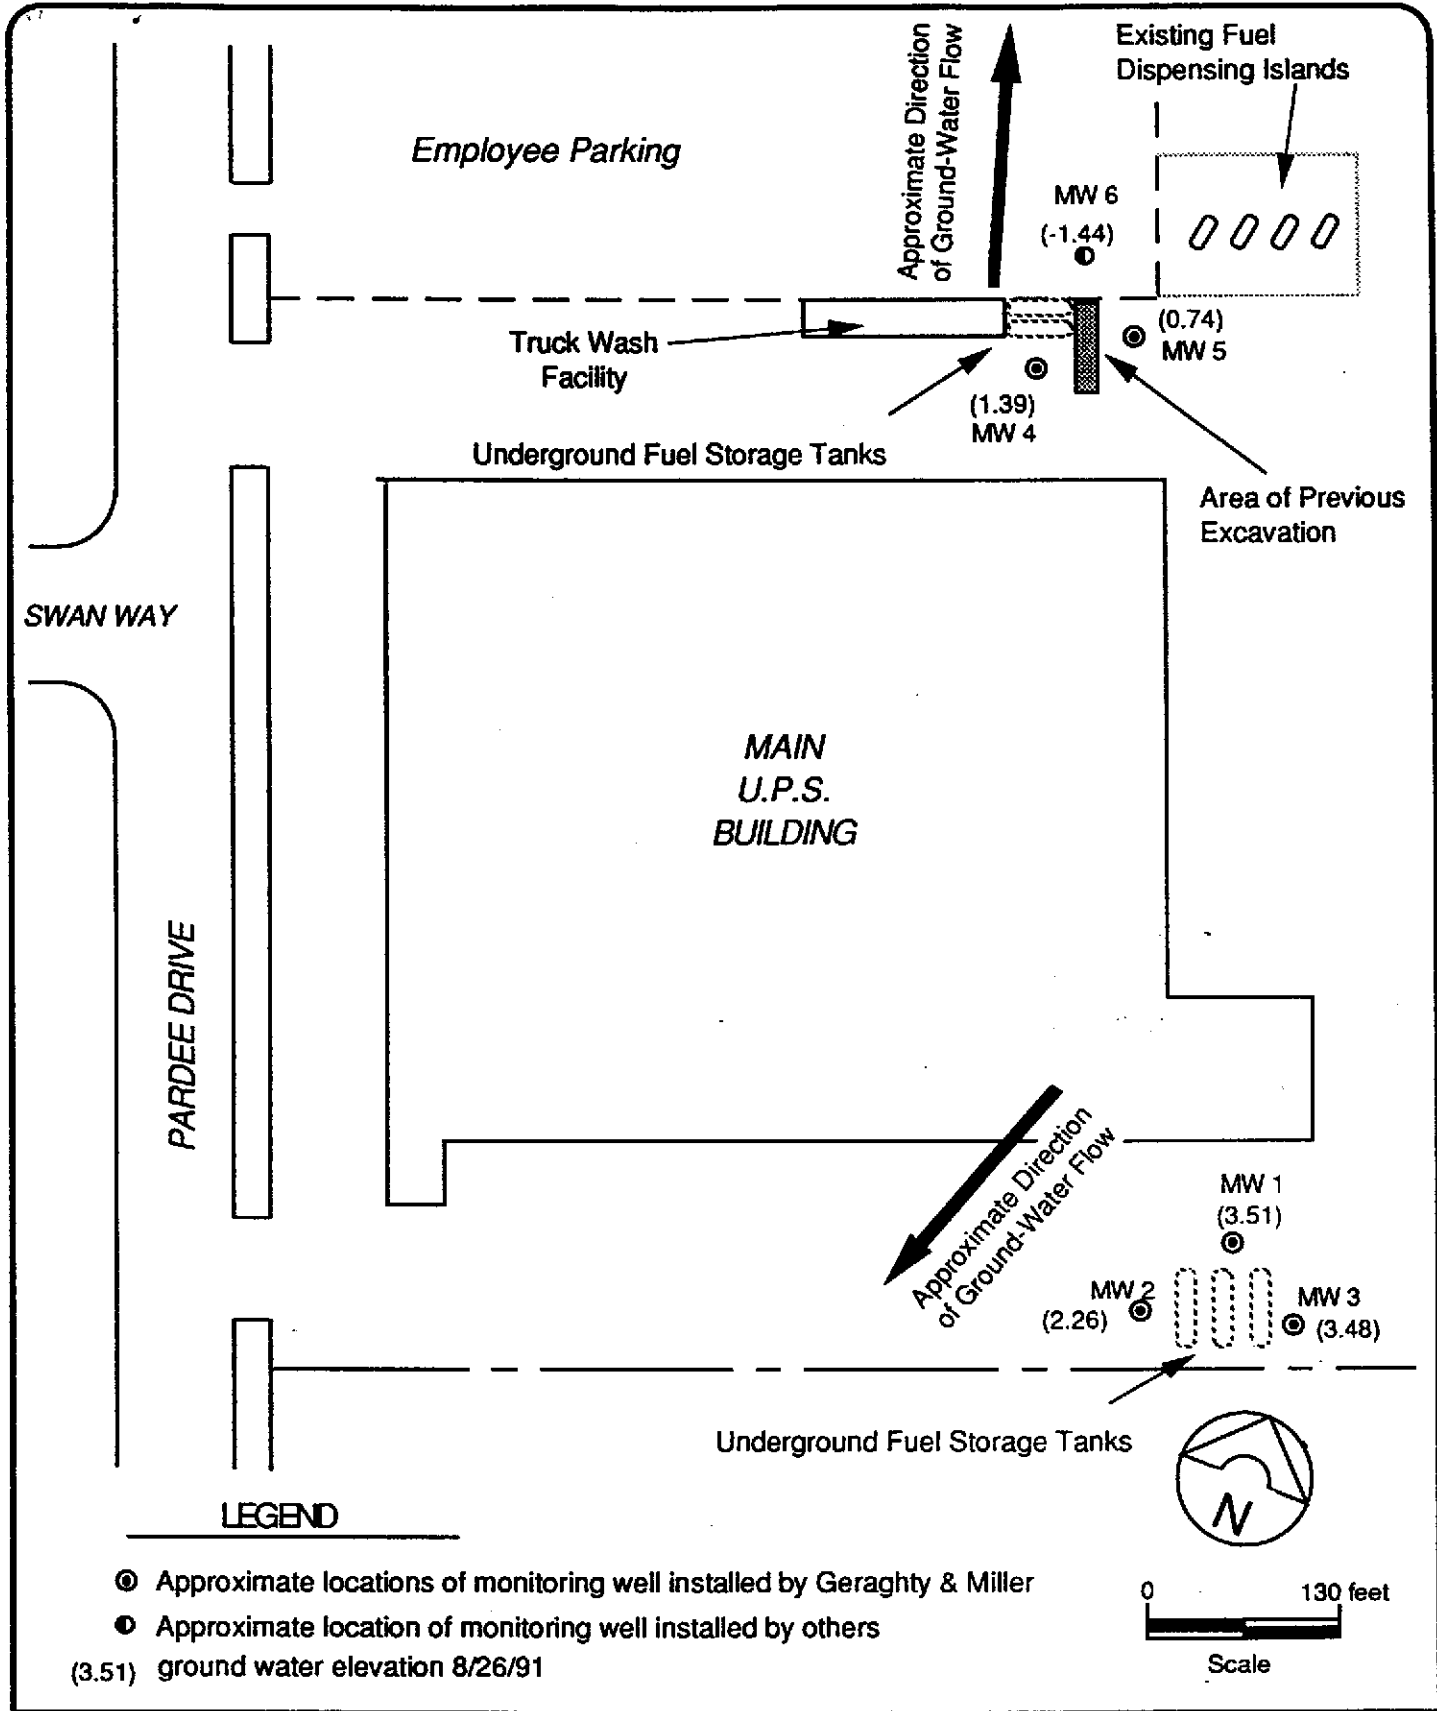 Existing Fuel
Dispensing Islands
Approximate Direction
of Ground-Water Flow
Employee Parking
MW 6
(-1.44)
(0.74)
MW 5
Truck Wash
Facility
(1.39)
MW 4
Underground Fuel Storage Tanks
Area of Previous
Excavation
SWAN WAY
MAIN
U.P.S.
BUILDING
PARDEE DRIVE
Approximate Direction
of Ground-Water Flow
MW 1
(3.51)
MW 2
(2.26)
MW 3
(3.48)
Underground Fuel Storage Tanks
N
LEGEND
Approximate locations of monitoring well installed by Geraghty & Miller
Approximate location of monitoring well installed by others
(3.51) ground water elevation 8/26/91
0 130 feet
Scale